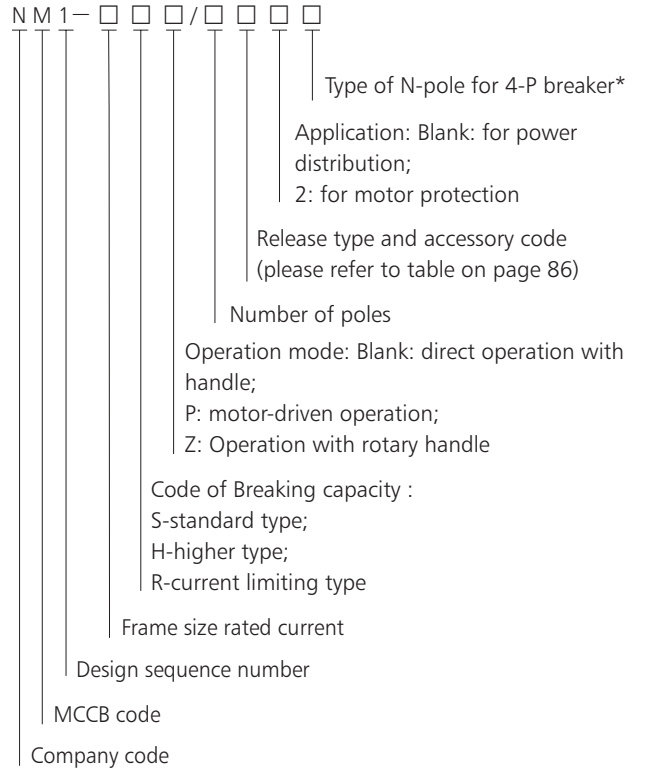 N M 1 — □ □ □ / □ □ □ □
Type of N-pole for 4-P breaker*
Application: Blank: for power
distribution;
2: for motor protection
Release type and accessory code
(please refer to table on page 86)
Number of poles
Operation mode: Blank: direct operation with
handle;
P: motor-driven operation;
Z: Operation with rotary handle
Code of Breaking capacity :
S-standard type;
H-higher type;
R-current limiting type
Frame size rated current
Design sequence number
MCCB code
Company code